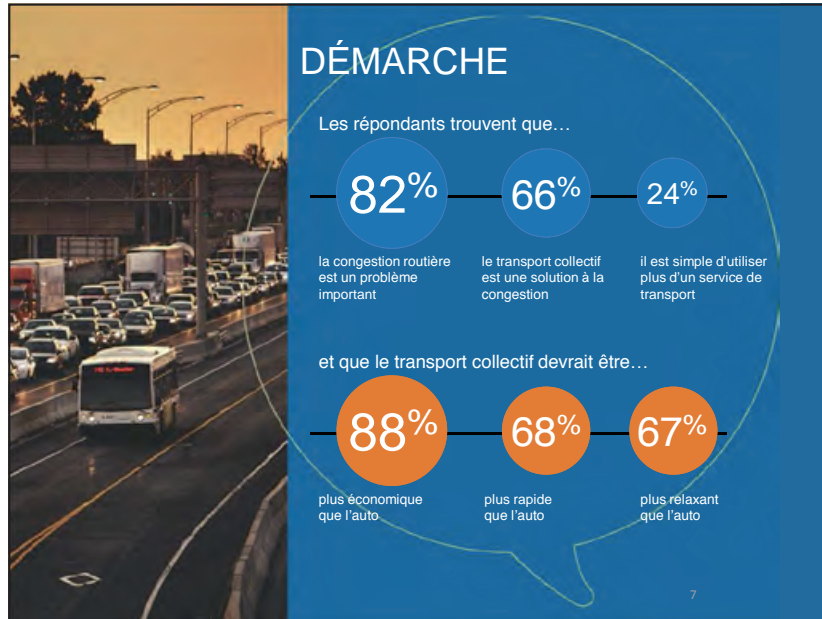 DÉMARCHE
Les répondants trouvent que…
82%
66%
24%
la congestion routière
est un problème
important
le transport collectif
est une solution à la
congestion
il est simple d'utiliser
plus d'un service de
transport
et que le transport collectif devrait être…
88%
68%
67%
plus économique
que l'auto
plus rapide
que l'auto
plus relaxant
que l'auto
7